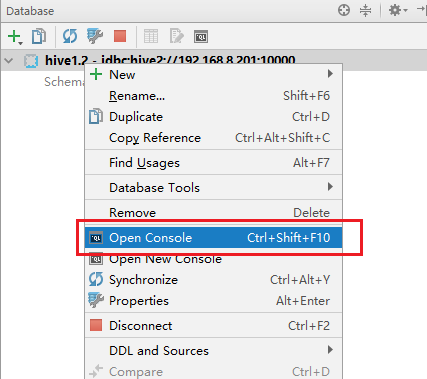 Database
hive1.2 - jdbc:hive2://192.168.8.201:10000
Schema
New
Rename... Shift+F6
Duplicate Ctrl+D
Copy Reference Ctrl+Alt+Shift+C
Find Usages Alt+F7
Database Tools
Remove Delete
Open Console Ctrl+Shift+F10
Open New Console
Synchronize Ctrl+Alt+Y
Properties Alt+Enter
Disconnect Ctrl+F2
DDL and Sources
Compare Ctrl+D